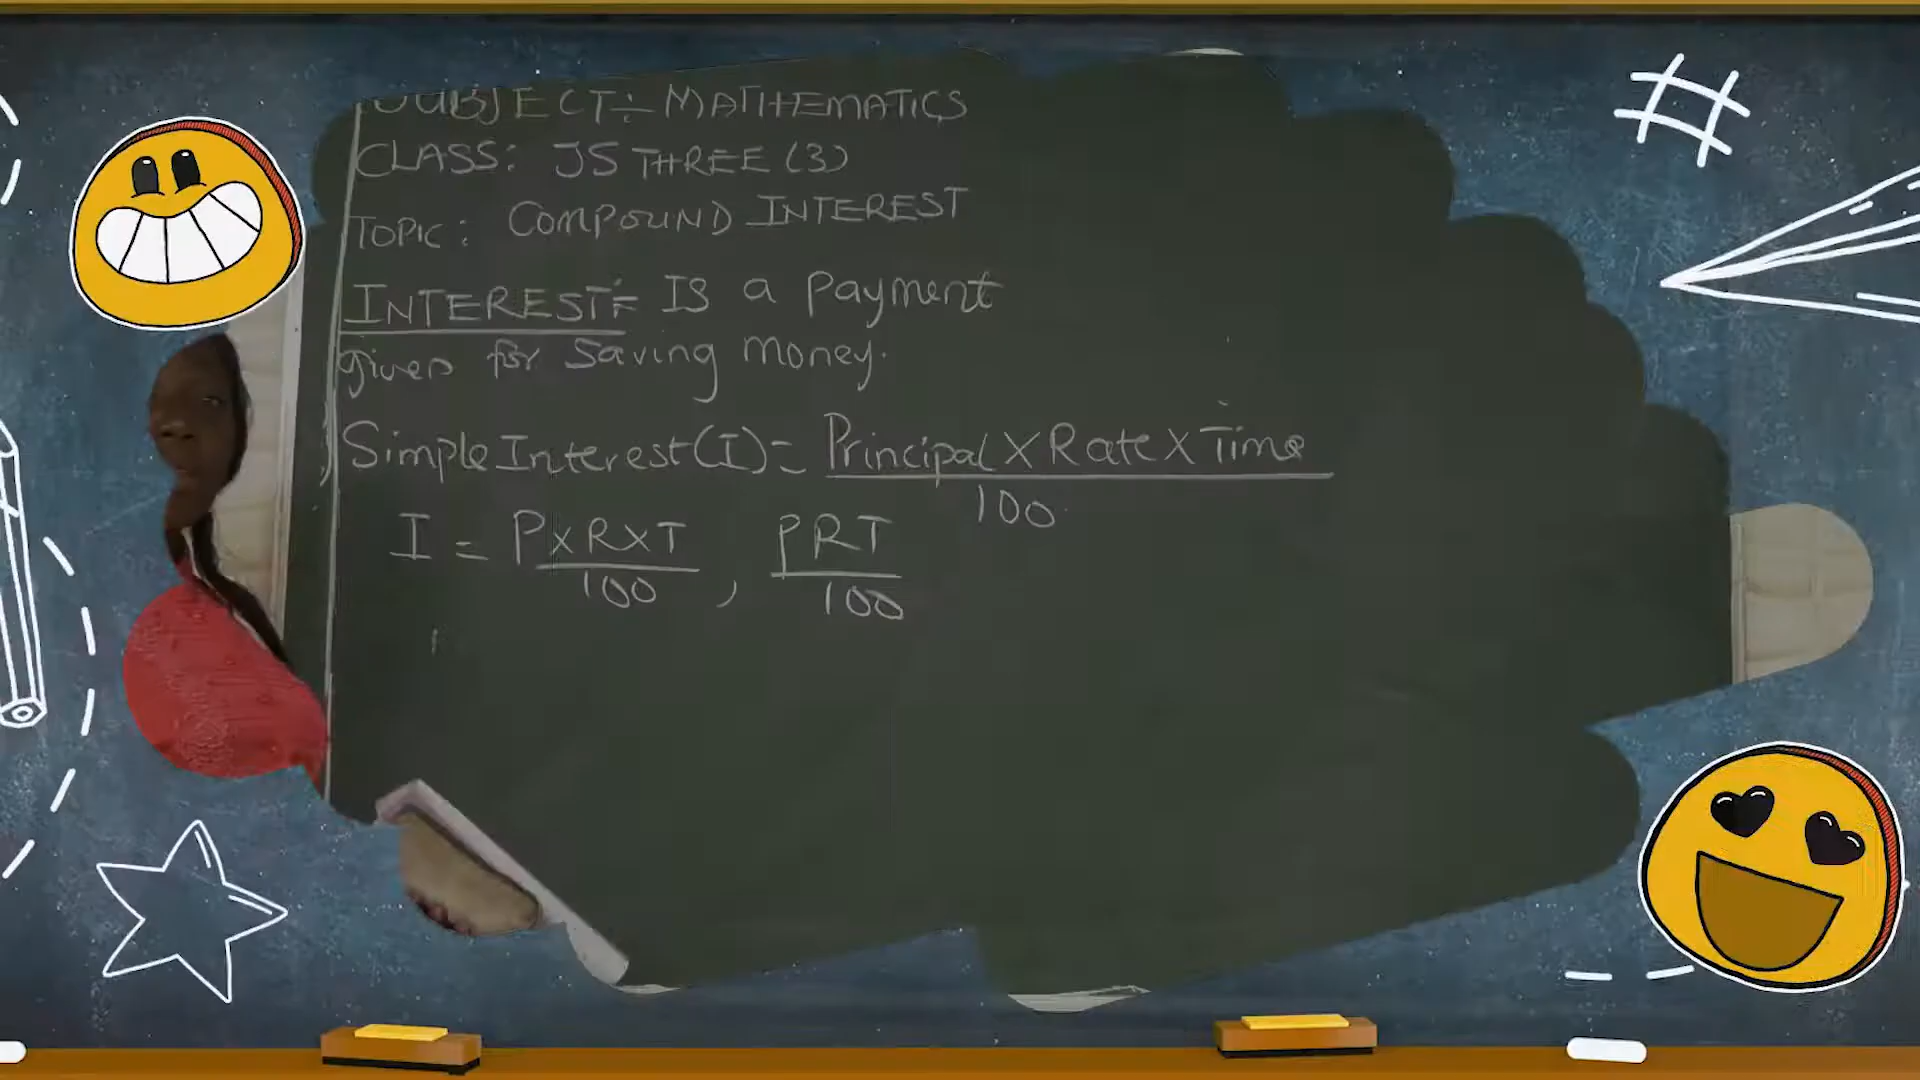 SUBJECT:- MATHEMATICS
CLASS: JS THREE (3)
TOPIC: COMPOUND INTEREST
INTEREST:- IS a Payment
given for Saving money.
Simple Interest (I) = Principal X Rate X Time
100
I = PXRXT , PRT
100 100